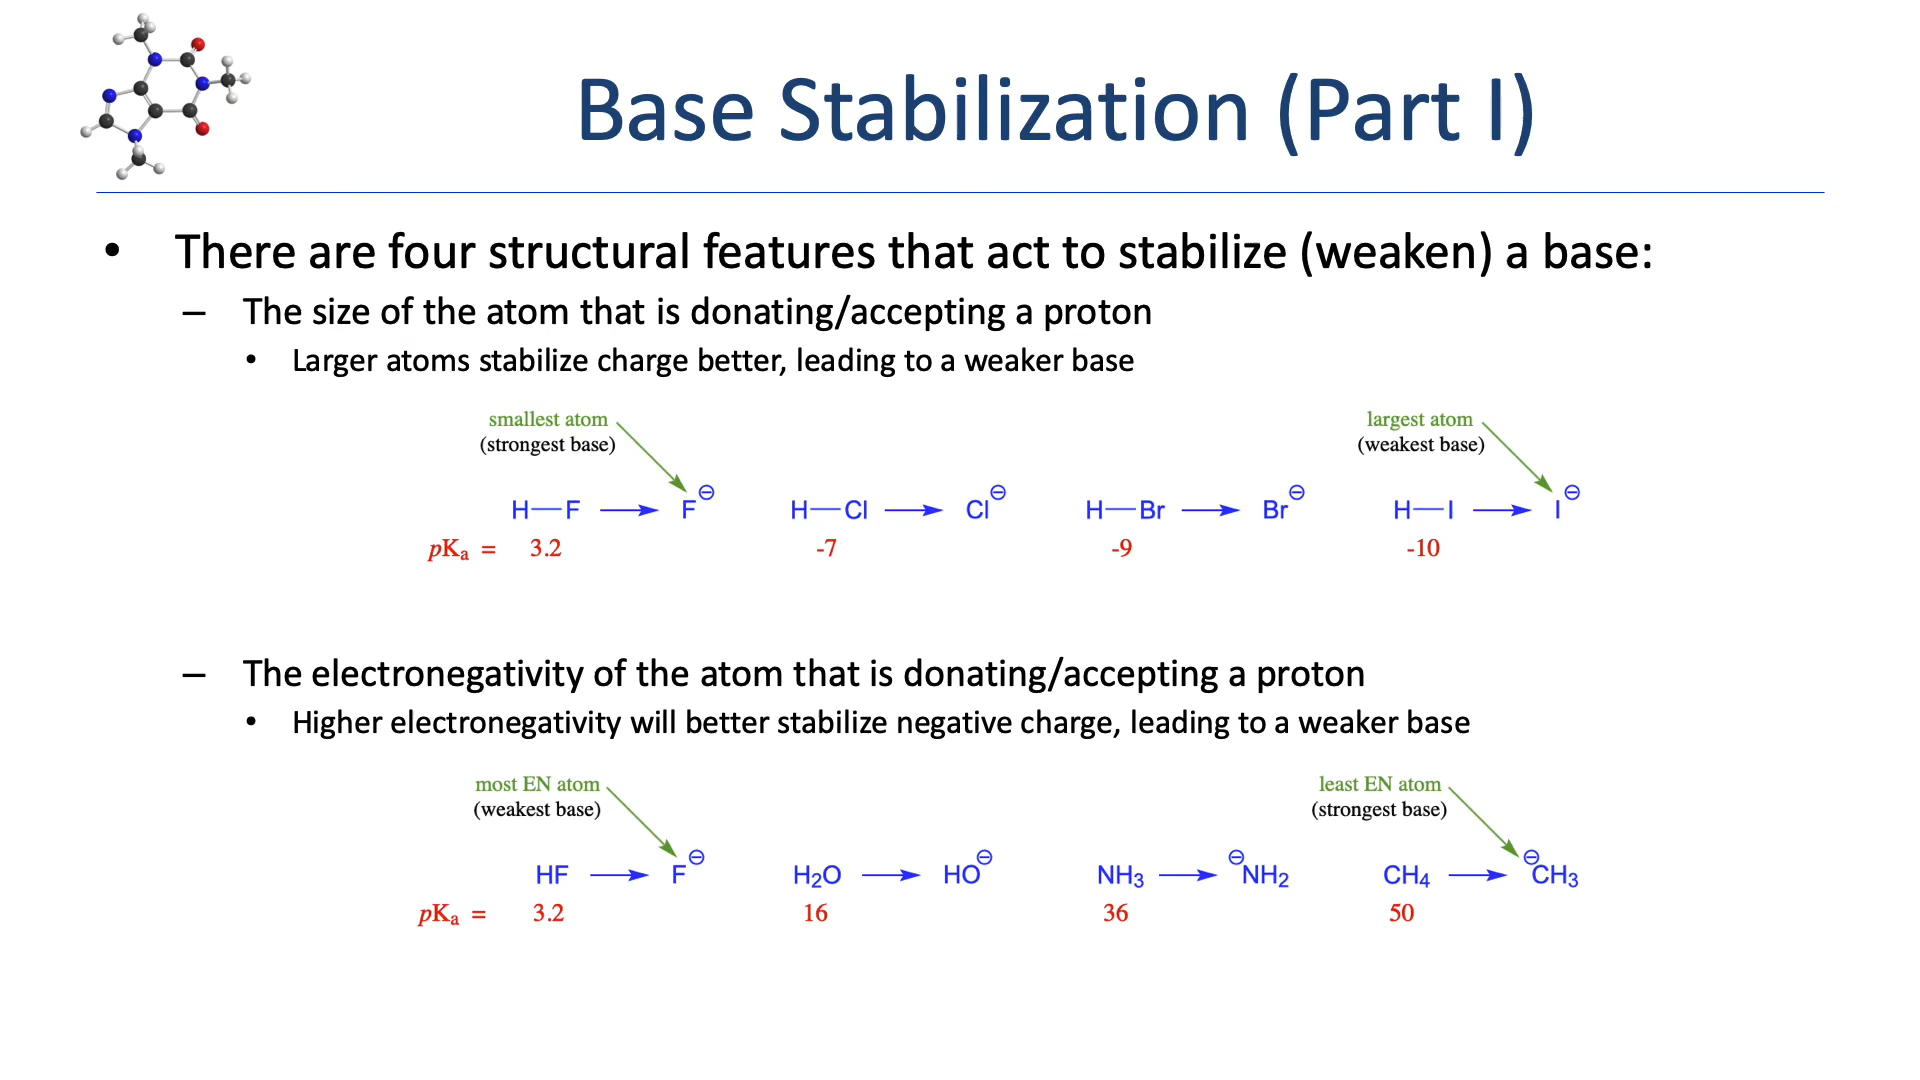 Base Stabilization (Part I)
• There are four structural features that act to stabilize (weaken) a base:
– The size of the atom that is donating/accepting a proton
• Larger atoms stabilize charge better, leading to a weaker base
smallest atom largest atom
(strongest base) (weakest base)
H—F → F⊖ H—Cl → Cl⊖ H—Br → Br⊖ H—I → I⊖
pKₐ = 3.2 -7 -9 -10
– The electronegativity of the atom that is donating/accepting a proton
• Higher electronegativity will better stabilize negative charge, leading to a weaker base
most EN atom least EN atom
(weakest base) (strongest base)
HF → F⊖ H₂O → HO⊖ NH₃ → ⊖NH₂ CH₄ → ⊖CH₃
pKₐ = 3.2 16 36 50